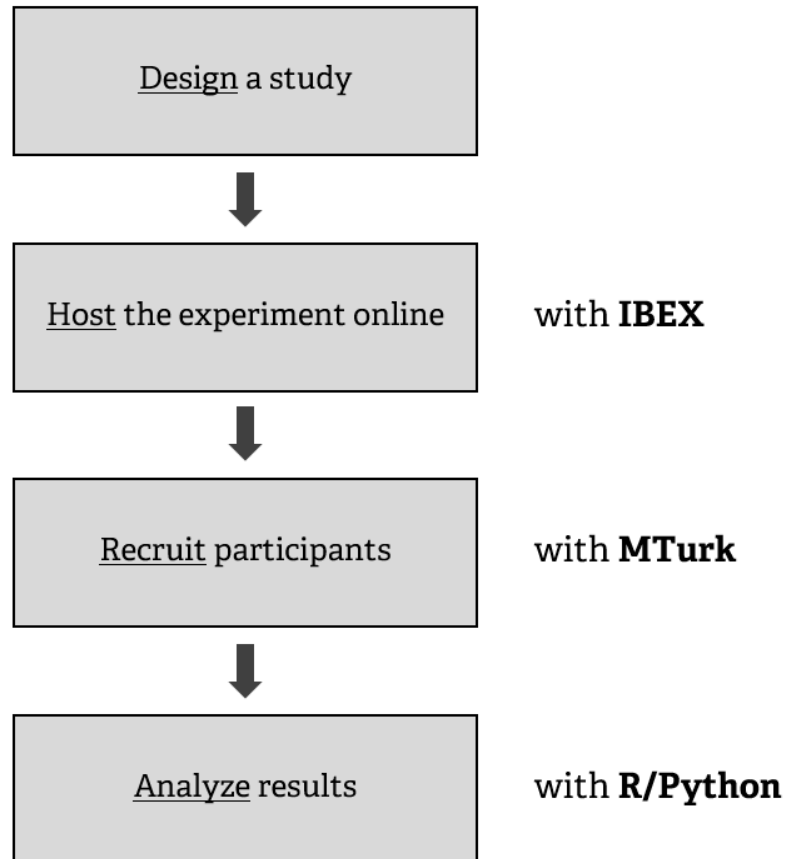 Design a study
Host the experiment online
with IBEX
Recruit participants
with MTurk
Analyze results
with R/Python